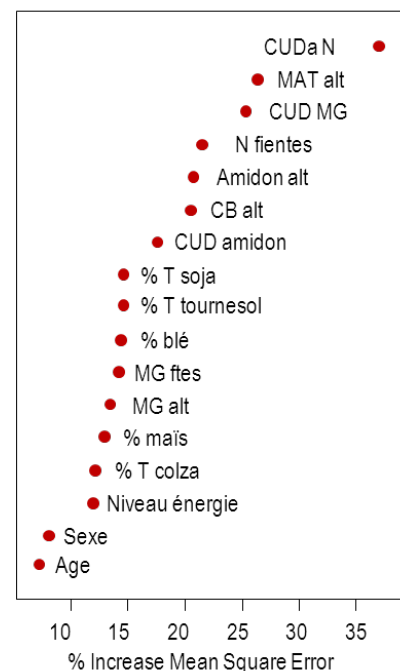 CUDa N
MAT alt
CUD MG
N fientes
Amidon alt
CB alt
CUD amidon
% T soja
% T tournesol
% blé
MG ftes
MG alt
% maïs
% T colza
Niveau énergie
Sexe
Age
10 15 20 25 30 35
% Increase Mean Square Error